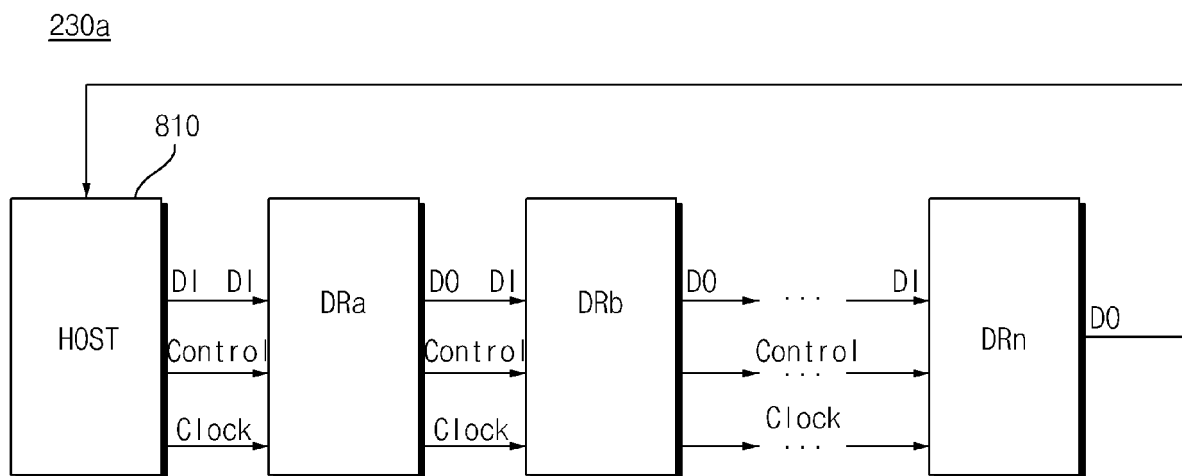 230a
810
HOST
DI DI
Control
Clock
DRa
DO DI
Control
Clock
DRb
DO ... DI
Control
...
Clock
...
DRn
DO